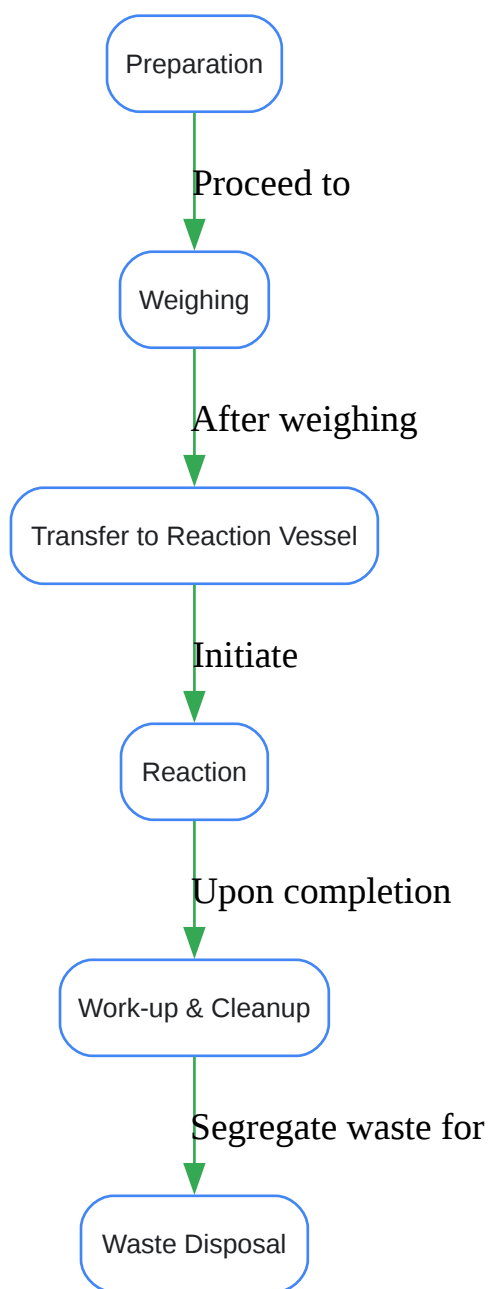 Preparation
Proceed to
Weighing
After weighing
Transfer to Reaction Vessel
Initiate
Reaction
Upon completion
Work-up & Cleanup
Segregate waste for
Waste Disposal